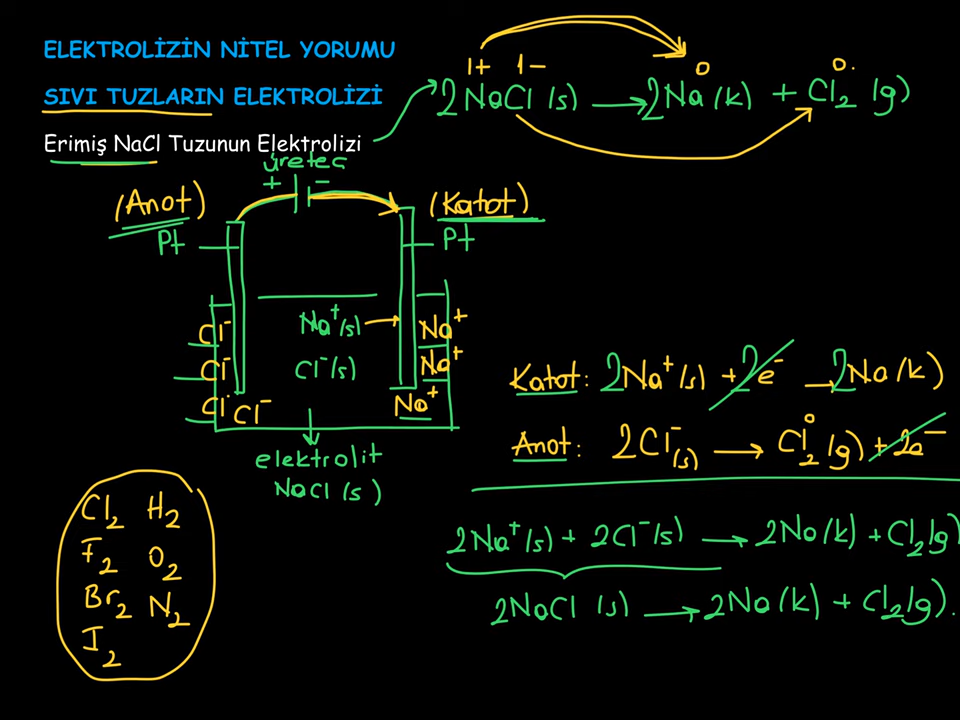 ELEKTROLİZİN NİTEL YORUMU
SIVI TUZLARIN ELEKTROLİZİ
Erimiş NaCl Tuzunun Elektrolizi
1+ 1- 0 0
2NaCl (s) → 2Na (k) + Cl₂ (g)
üreteç
+ -
(Anot) (Katot)
Pt Pt
Cl⁻ Na⁺(s) Na⁺
Cl⁻ Cl⁻(s) Na⁺
Cl⁻ Cl⁻ Na⁺
elektrolit
NaCl (s)
Katot: 2Na⁺(s) + 2e⁻ → 2Na(k)
0
Anot: 2Cl⁻(s) → Cl₂(g) + 2e⁻
2Na⁺(s) + 2Cl⁻(s) → 2Na(k) + Cl₂(g)
2NaCl (s) → 2Na(k) + Cl₂(g).
Cl₂ H₂
F₂ O₂
Br₂ N₂
I₂